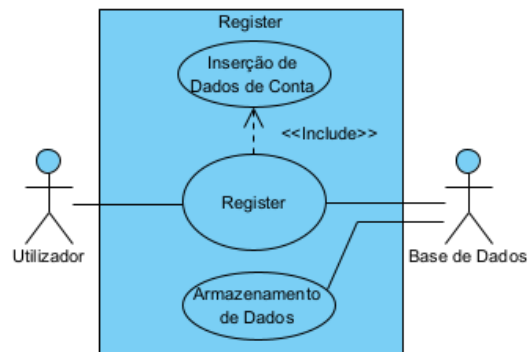 Register
Inserção de
Dados de Conta
<<Include>>
Register
Utilizador
Base de Dados
Armazenamento
de Dados